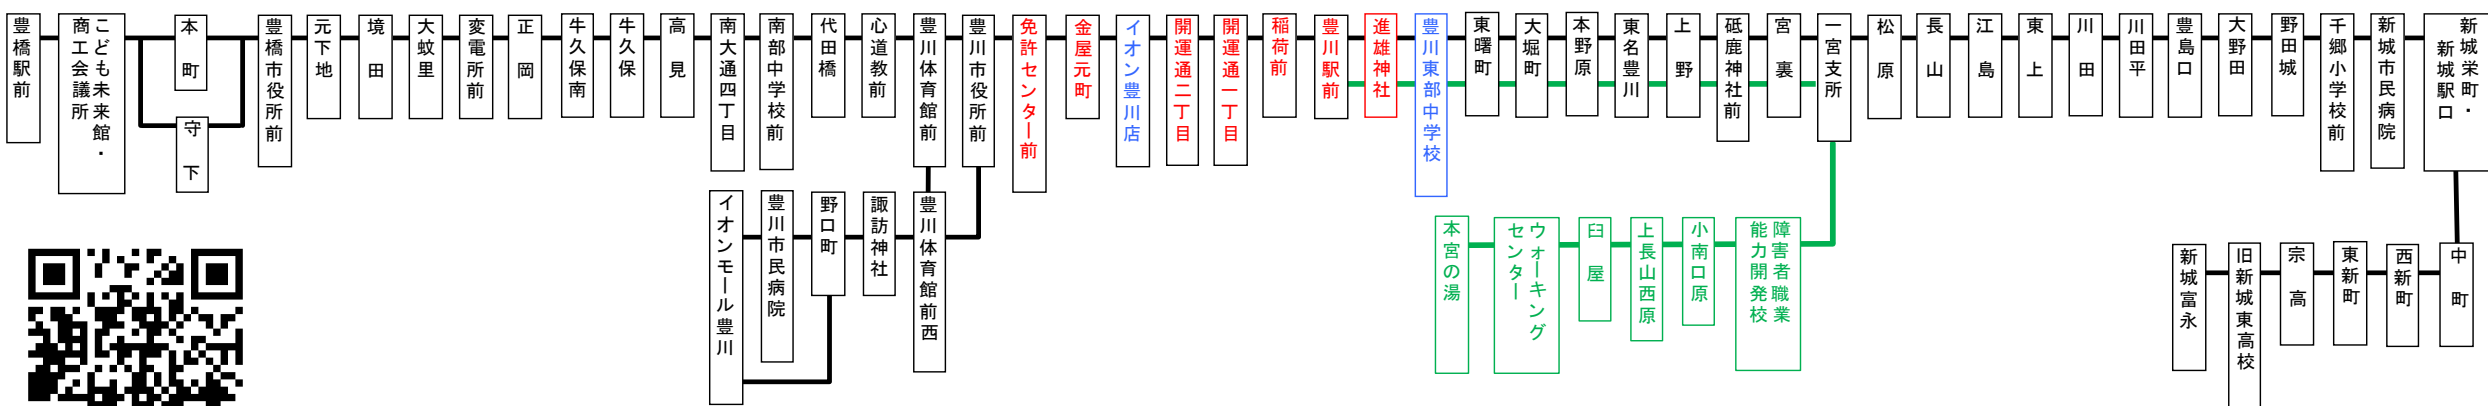 豊橋駅前
こども未来館・
商工会議所
本町
守下
豊橋市役所前
元下地
境田
大蚊里
変電所前
正岡
牛久保南
牛久保
高見
南大通四丁目
南部中学校前
代田橋
心道教前
豊川体育館前
豊川市役所前
免許センター前
金屋元町
イオン豊川店
開運通二丁目
開運通一丁目
稲荷前
豊川駅前
進雄神社
豊川東部中学校
東曙町
大堀町
本野原
東名豊川
上野
砥鹿神社前
宮裏
一宮支所
松原
長山
江島
東上
川田
川田平
豊島口
大野田
野田城
千郷小学校前
新城市民病院
新城栄町・
新城駅口
イオンモール豊川
豊川市民病院
野口町
諏訪神社
豊川体育館前西
本宮の湯
ウォーキング
センター
臼屋
上長山西原
小南口原
障害者職業
能力開発校
新城富永
旧新城東高校
宗高
東新町
西新町
中町